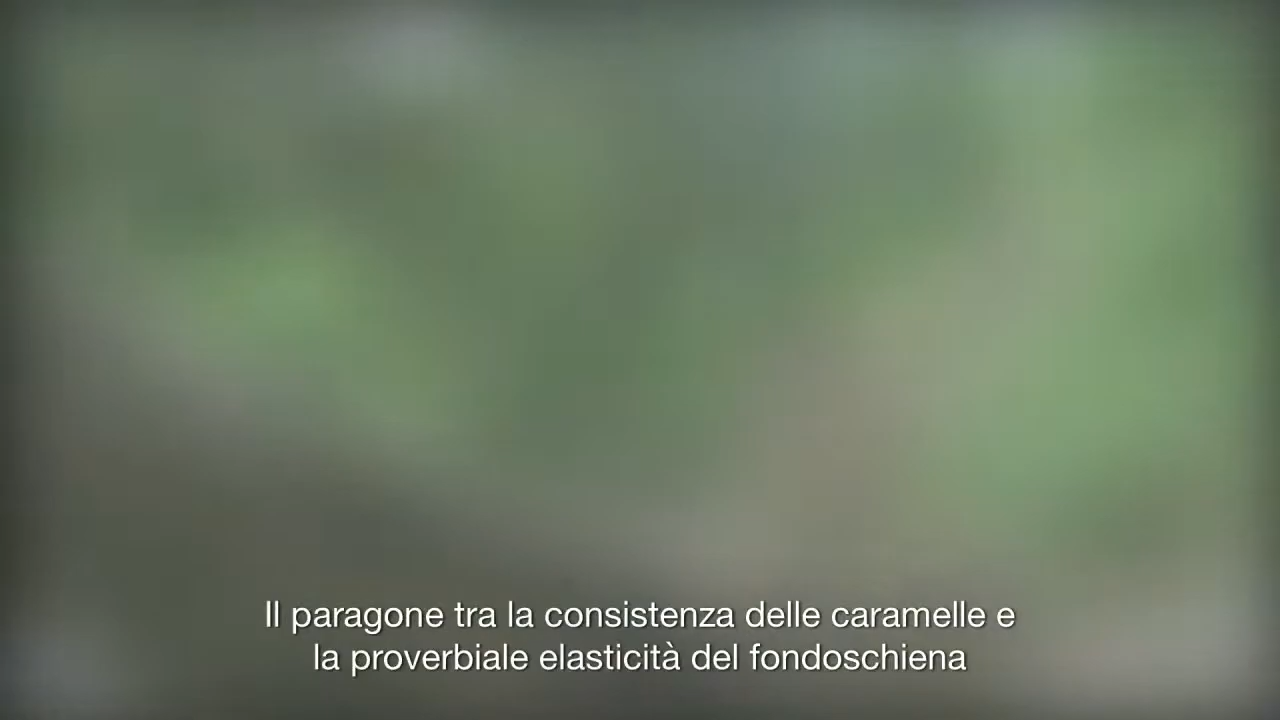 Il paragone tra la consistenza delle caramelle e
la proverbiale elasticità del fondoschiena